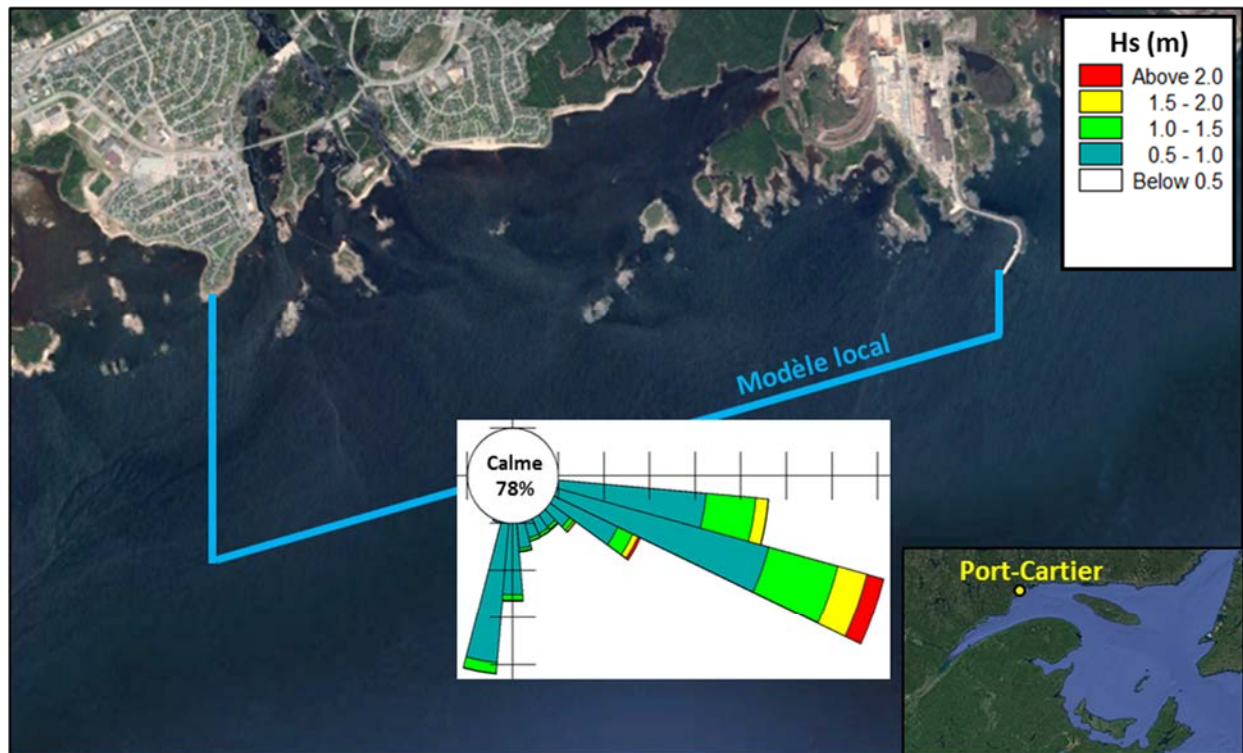 Hs (m)
Above 2.0
1.5 - 2.0
1.0 - 1.5
0.5 - 1.0
Below 0.5
Modèle local
Calme
78%
Port-Cartier